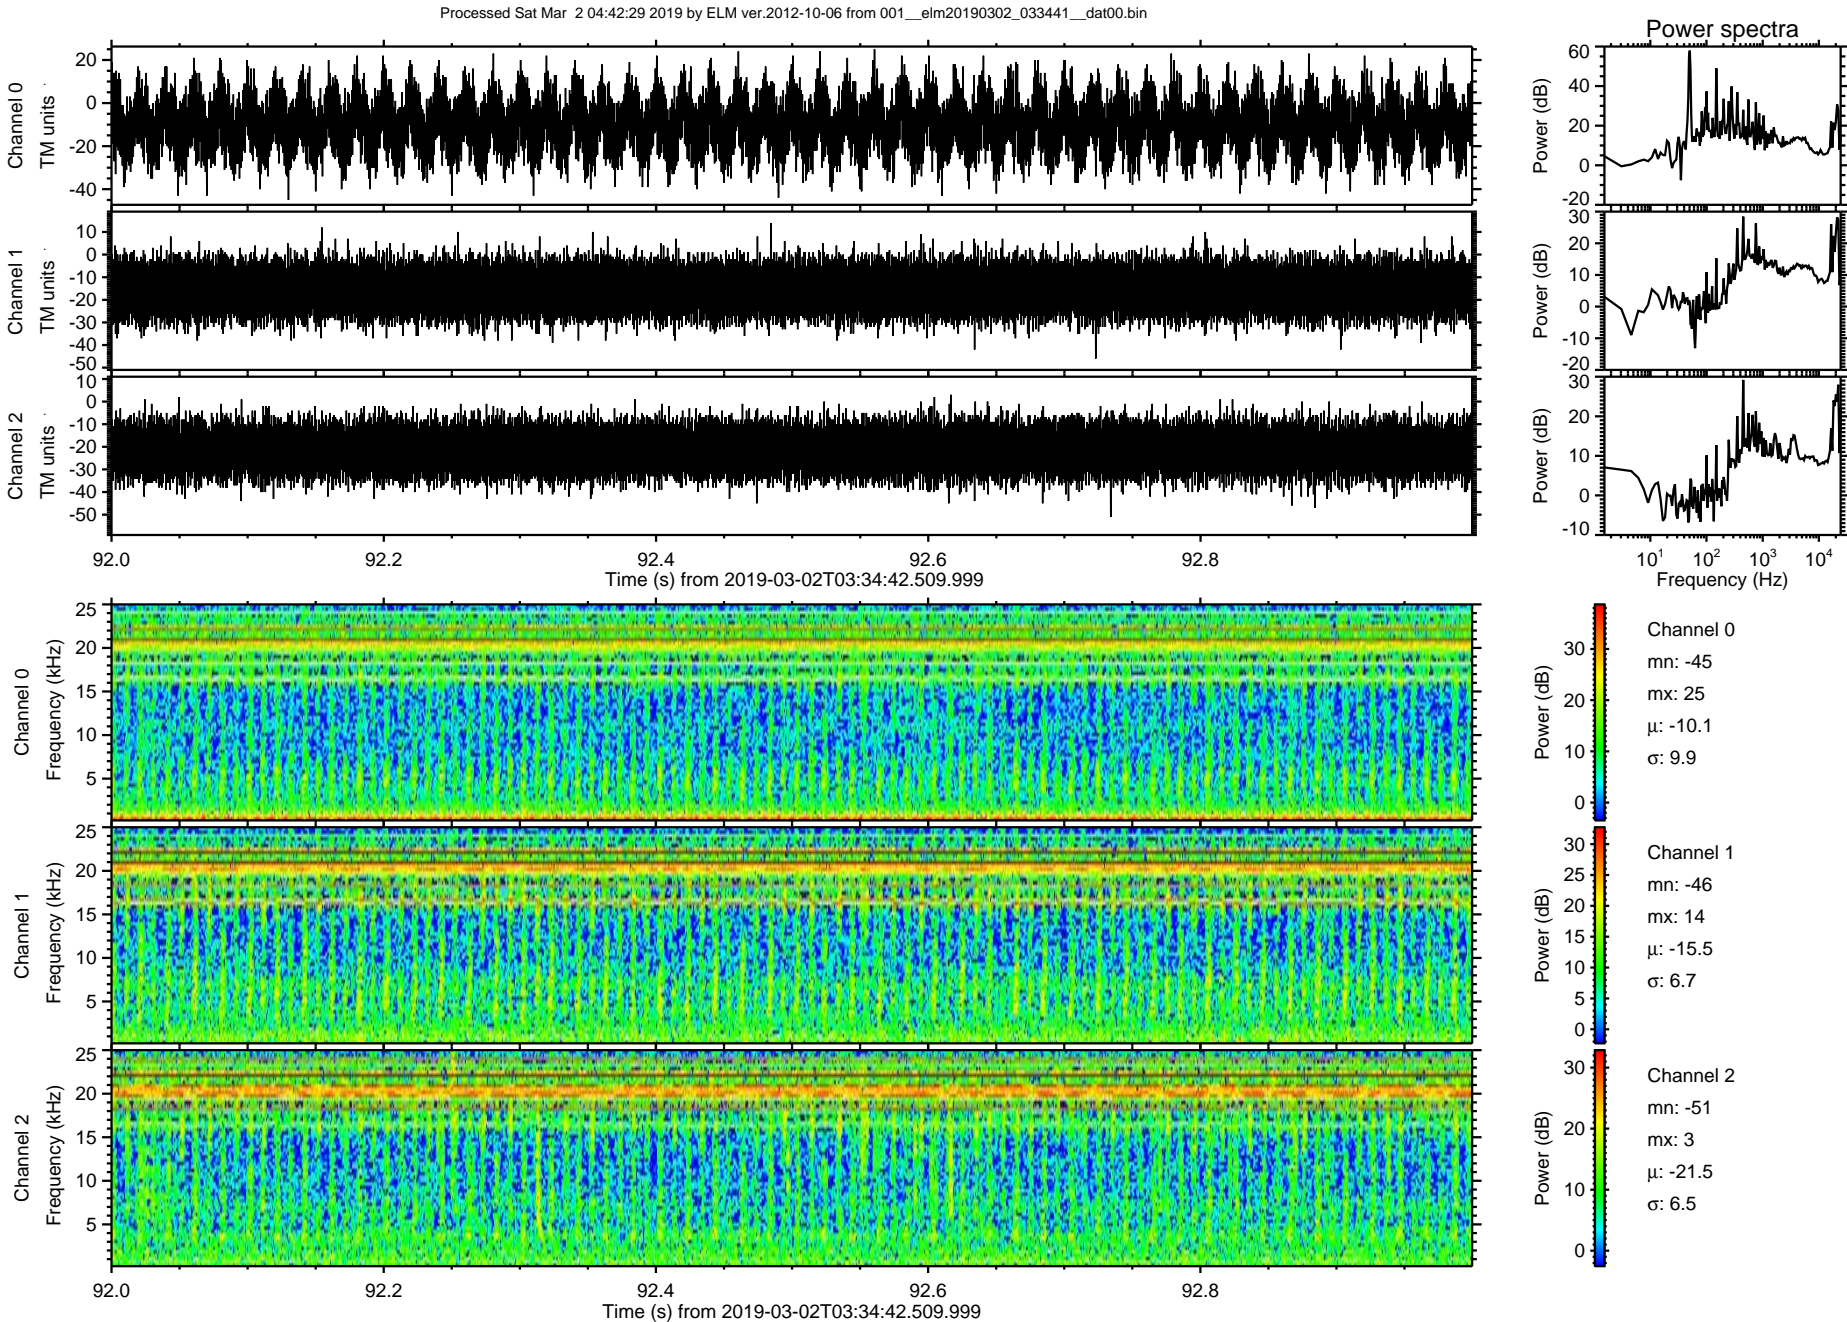 Processed Sat Mar  2 04:42:29 2019 by ELM ver.2012-10-06 from 001__elm20190302_033441__dat00.bin
Power spectra
Channel 0
TM units
20
0
-20
-40
Power (dB)
60
40
20
0
-20
Channel 1
TM units
10
0
-10
-20
-30
-40
-50
Power (dB)
30
20
10
0
-10
-20
Channel 2
TM units
10
0
-10
-20
-30
-40
-50
Power (dB)
30
20
10
0
-10
92.0 92.2 92.4 92.6 92.8
Time (s) from 2019-03-02T03:34:42.509.999
10¹ 10² 10³ 10⁴
Frequency (Hz)
Channel 0
Frequency (kHz)
25
20
15
10
5
Power (dB)
30
20
10
0
Channel 0
mn: -45
mx: 25
μ: -10.1
σ: 9.9
Channel 1
Frequency (kHz)
25
20
15
10
5
Power (dB)
30
25
20
15
10
5
0
Channel 1
mn: -46
mx: 14
μ: -15.5
σ: 6.7
Channel 2
Frequency (kHz)
25
20
15
10
5
Power (dB)
30
20
10
0
Channel 2
mn: -51
mx: 3
μ: -21.5
σ: 6.5
92.0 92.2 92.4 92.6 92.8
Time (s) from 2019-03-02T03:34:42.509.999